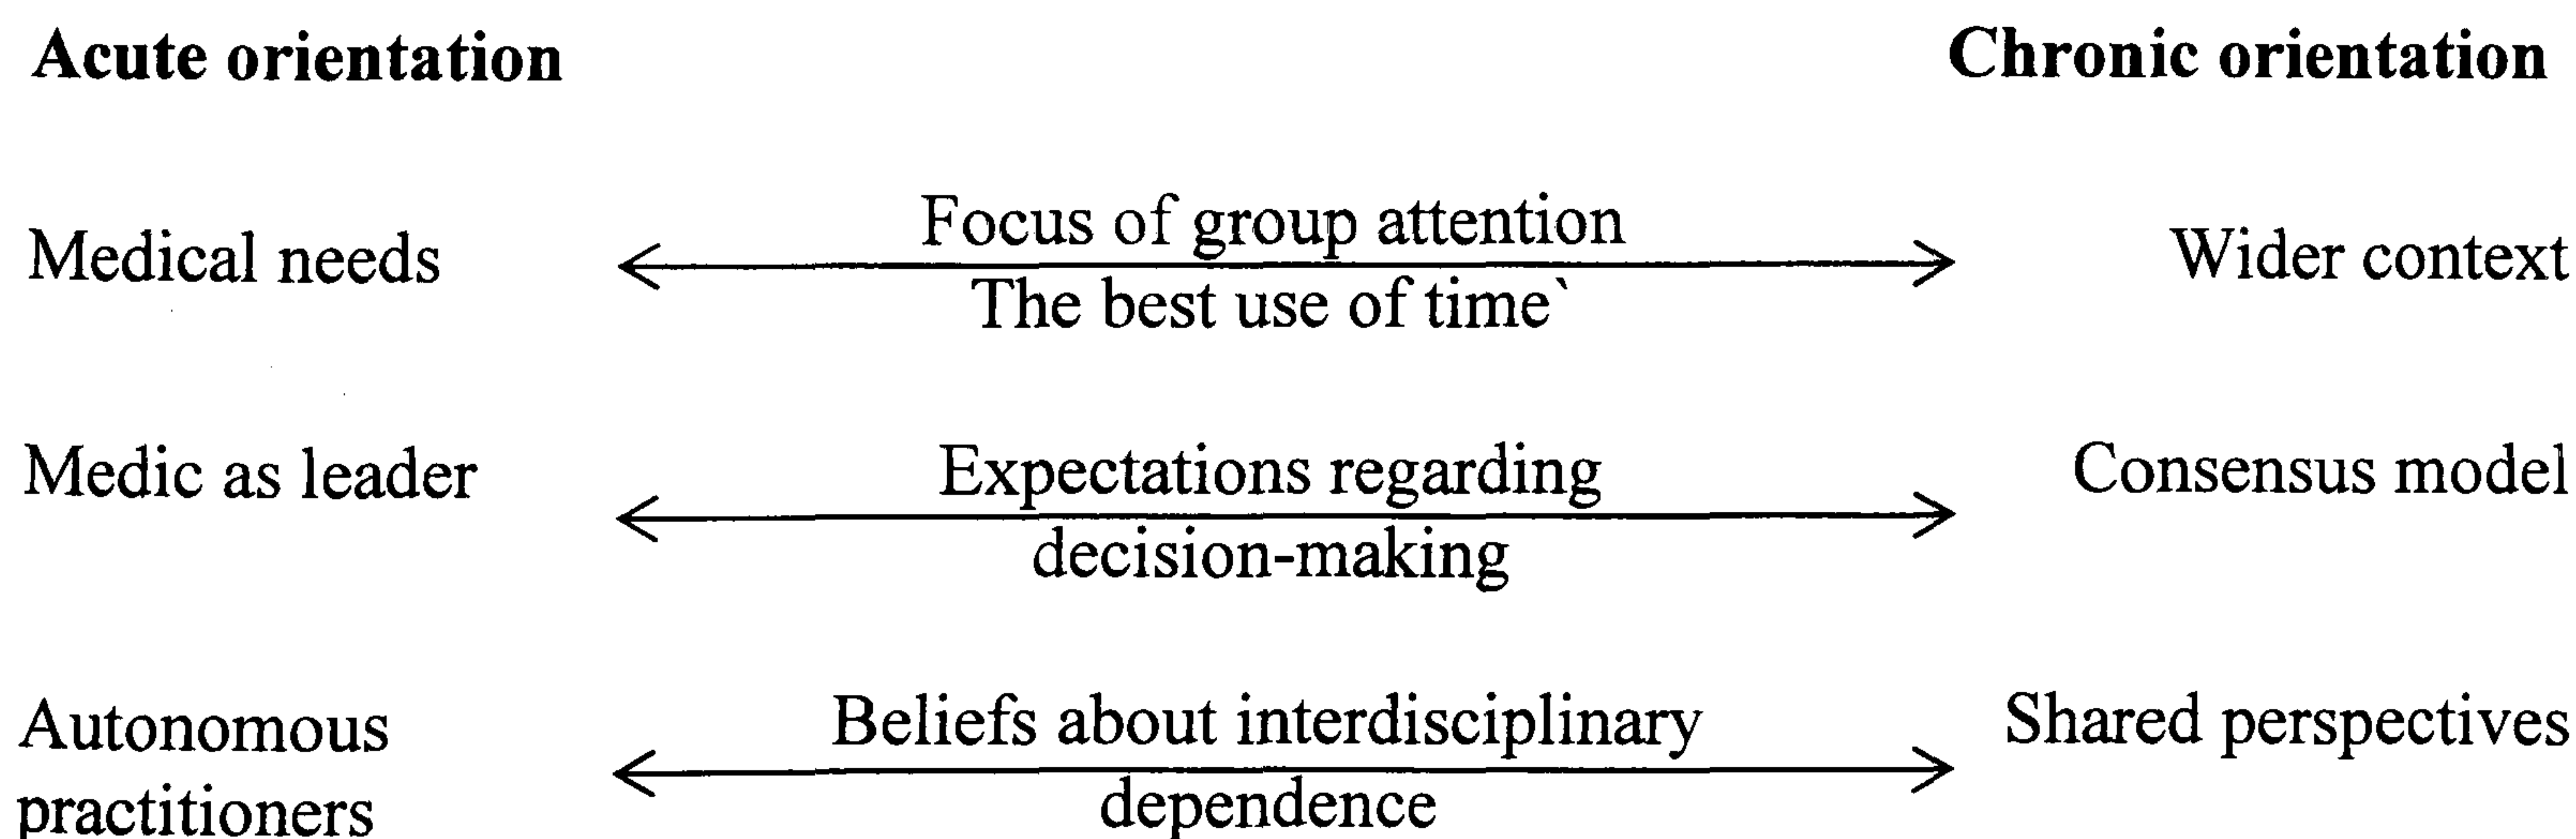 Acute orientation
Chronic orientation
Medical needs
Focus of group attention
The best use of time`
Wider context
Medic as leader
Expectations regarding
decision-making
Consensus model
Autonomous
practitioners
Beliefs about interdisciplinary
dependence
Shared perspectives